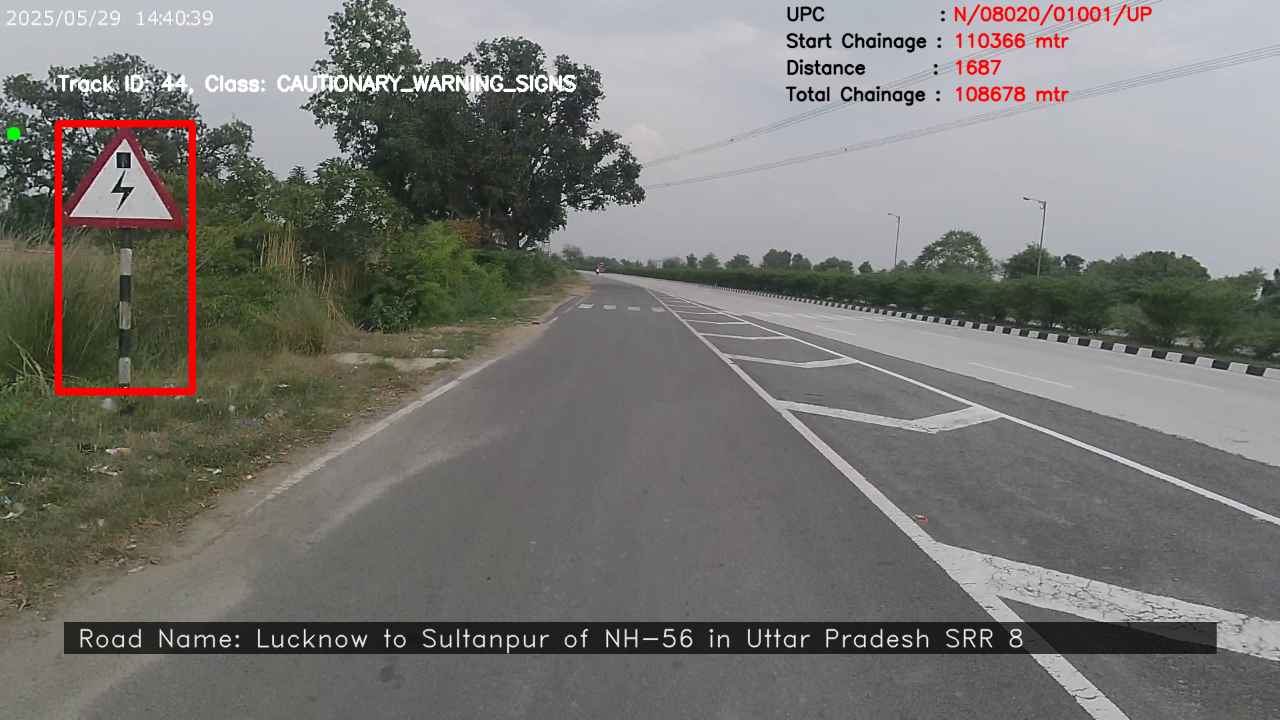 2025/05/29 14:40:39
UPC : N/08020/01001/UP
Start Chainage : 110366 mtr
Distance : 1687
Total Chainage : 108678 mtr
Track ID: 44, Class: CAUTIONARY_WARNING_SIGNS
Road Name: Lucknow to Sultanpur of NH-56 in Uttar Pradesh SRR 8